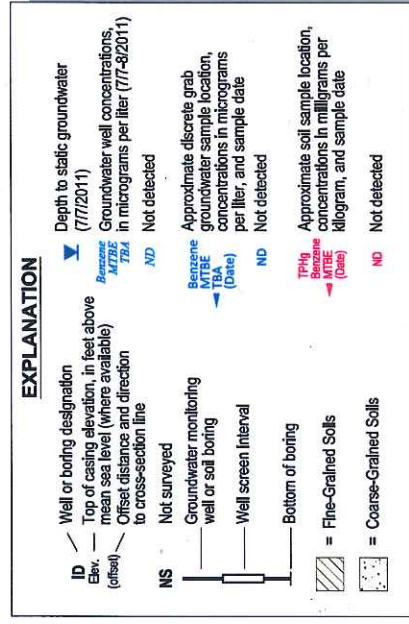 EXPLANATION
ID
Well or boring designation
Elev.
Top of casing elevation, in feet above
mean sea level (where available)
(offset)
Offset distance and direction
to cross-section line
NS
Not surveyed
Groundwater monitoring
well or soil boring
Well screen interval
Bottom of boring
= Fine-Grained Soils
= Coarse-Grained Soils
Depth to static groundwater
(7/7/2011)
Benzene
MTBE
TBA
Groundwater well concentrations,
in micrograms per liter (7/7-8/2011)
ND
Not detected
Benzene
MTBE
TBA
(Date)
Approximate discrete grab
groundwater sample location,
concentrations in micrograms
per liter, and sample date
ND
Not detected
TPHg
Benzene
MTBE
(Date)
Approximate soil sample location,
concentrations in milligrams per
kilogram, and sample date
ND
Not detected